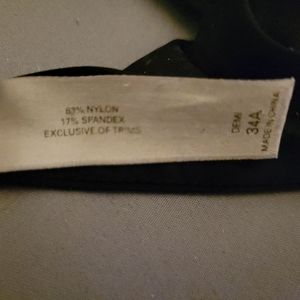 83% NYLON
17% SPANDEX
EXCLUSIVE OF TRIMS
DEMI
34A
MADE IN CHINA